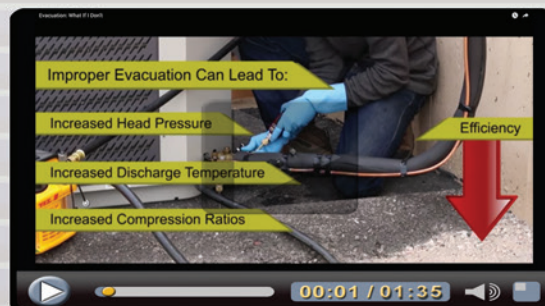 Evacuation: What If I Don't
Improper Evacuation Can Lead To:
Increased Head Pressure
Efficiency
Increased Discharge Temperature
Increased Compression Ratios
00:01 / 01:35